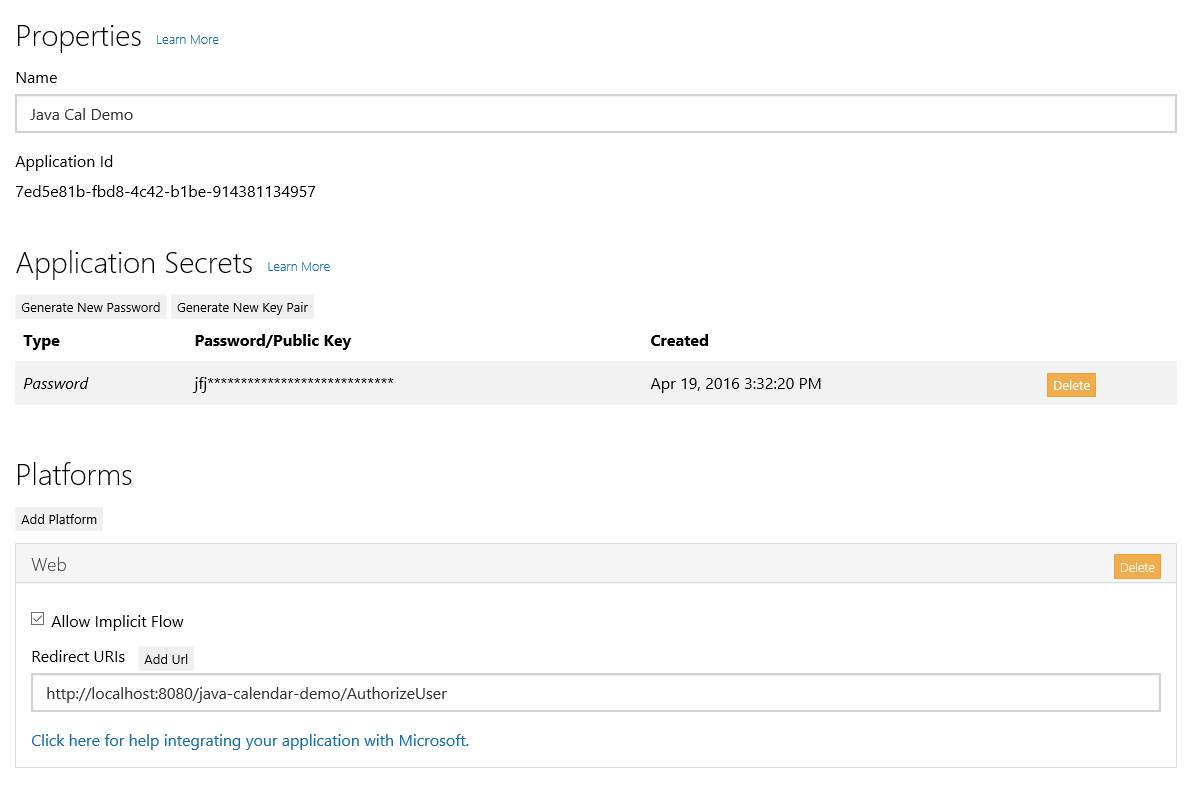 Properties Learn More
Name
Java Cal Demo
Application Id
7ed5e81b-fbd8-4c42-b1be-914381134957
Application Secrets Learn More
Generate New Password Generate New Key Pair
Type Password/Public Key Created
Password jfj**************************** Apr 19, 2016 3:32:20 PM Delete
Platforms
Add Platform
Web Delete
Allow Implicit Flow
Redirect URIs Add Url
http://localhost:8080/java-calendar-demo/AuthorizeUser
Click here for help integrating your application with Microsoft.